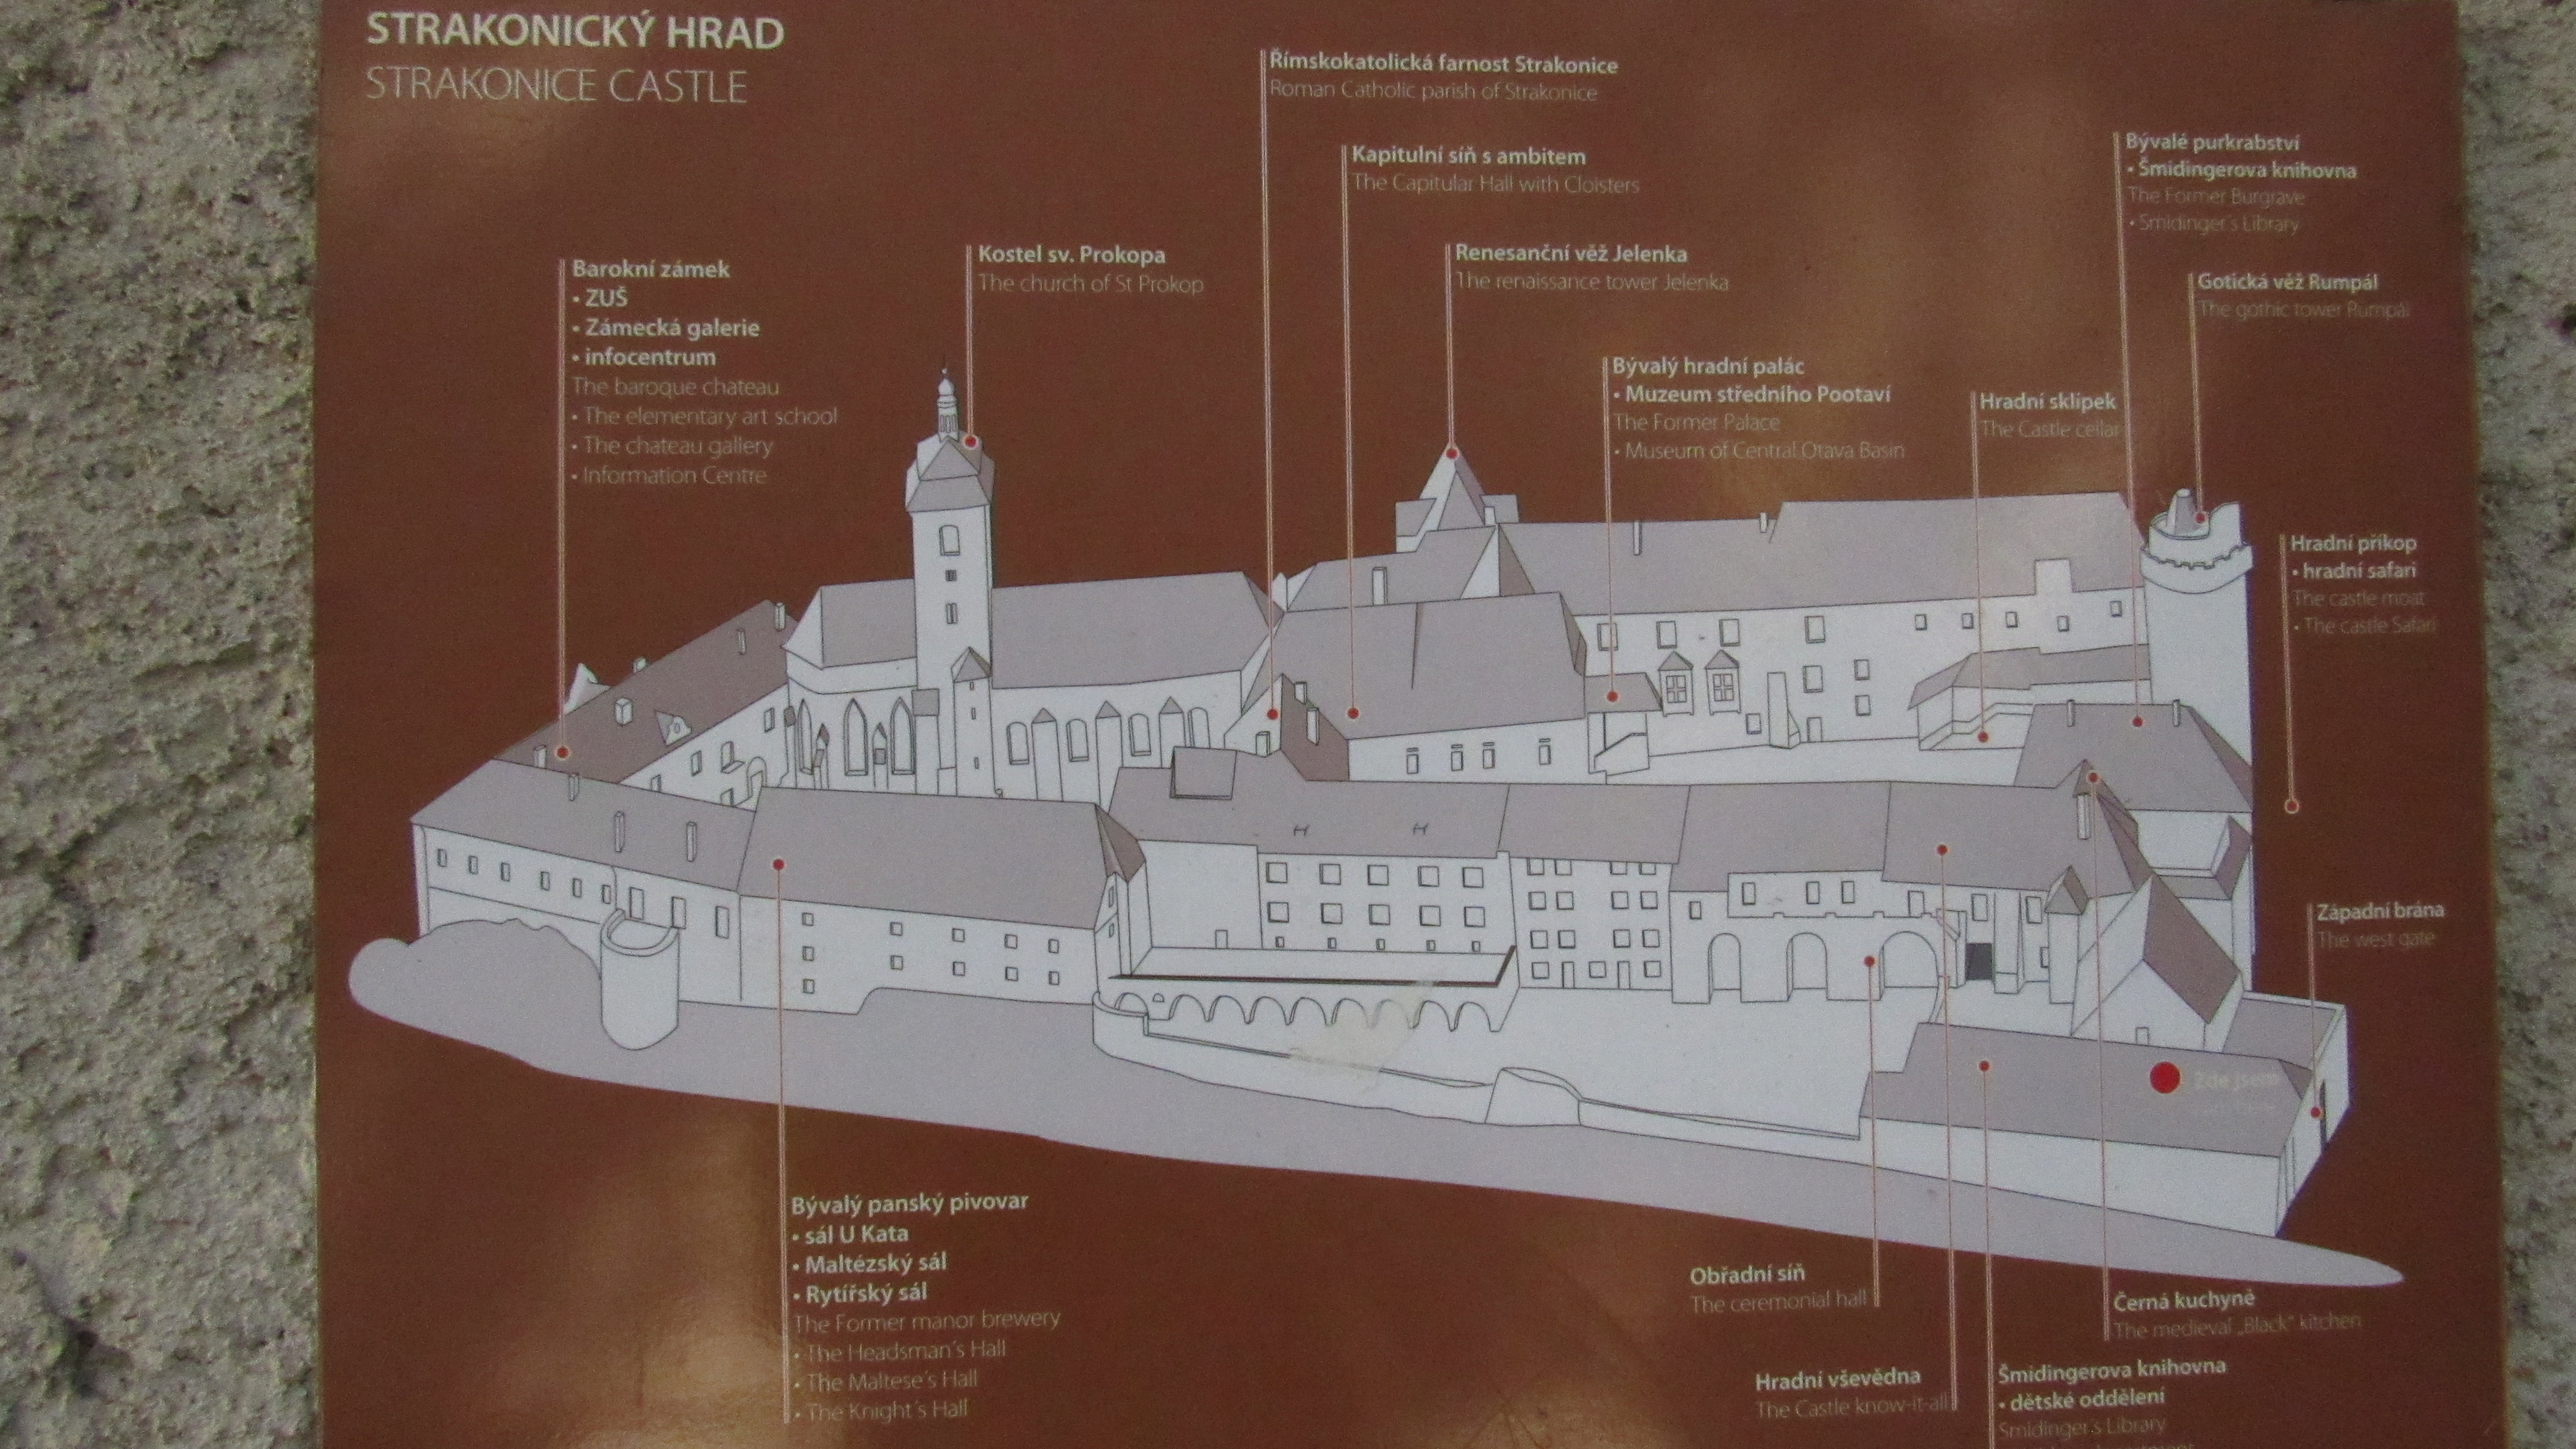 STRAKONICKÝ HRAD
STRAKONICE CASTLE
Římskokatolická farnost Strakonice
Roman Catholic parish of Strakonice
Kapitulní síň s ambitem
The Capitular Hall with Cloisters
Bývalé purkrabství
• Šmidingerova knihovna
The Former Burgrave
• Smidinger´s Library
Barokní zámek
• ZUŠ
• Zámecká galerie
• infocentrum
The baroque chateau
• The elementary art school
• The chateau gallery
• Information Centre
Kostel sv. Prokopa
The church of St Prokop
Renesanční věž Jelenka
The renaissance tower Jelenka
Gotická věž Rumpál
The gothic tower Rumpál
Bývalý hradní palác
• Muzeum středního Pootaví
The Former Palace
• Museum of Central Otava Basin
Hradní sklípek
The Castle cellar
Hradní příkop
• hradní safari
The castle moat
• The castle Safari
Západní brána
The west gate
Zde jsem
Bývalý panský pivovar
• sál U Kata
• Maltézský sál
• Rytířský sál
The Former manor brewery
• The Headsman´s Hall
• The Maltese´s Hall
• The Knight´s Hall
Obřadní síň
The ceremonial hall
Černá kuchyně
The medieval „Black" kitchen
Hradní vševědna
The Castle know-it-all
Šmidingerova knihovna
• dětské oddělení
Smidinger´s Library